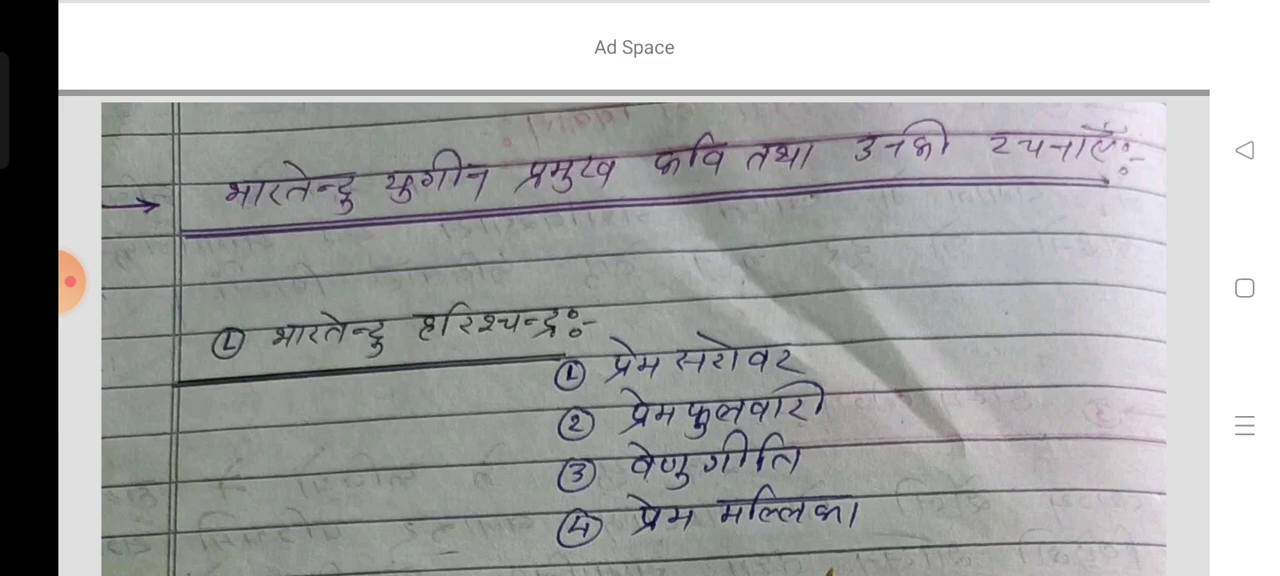 Ad Space
→ भारतेन्दु युगीन प्रमुख कवि तथा उनकी रचनाएँ:-
① भारतेन्दु हरिश्चन्द्र:-
① प्रेम सरोवर
② प्रेम फुलवारी
③ वेणु गीति
④ प्रेम मल्लिका